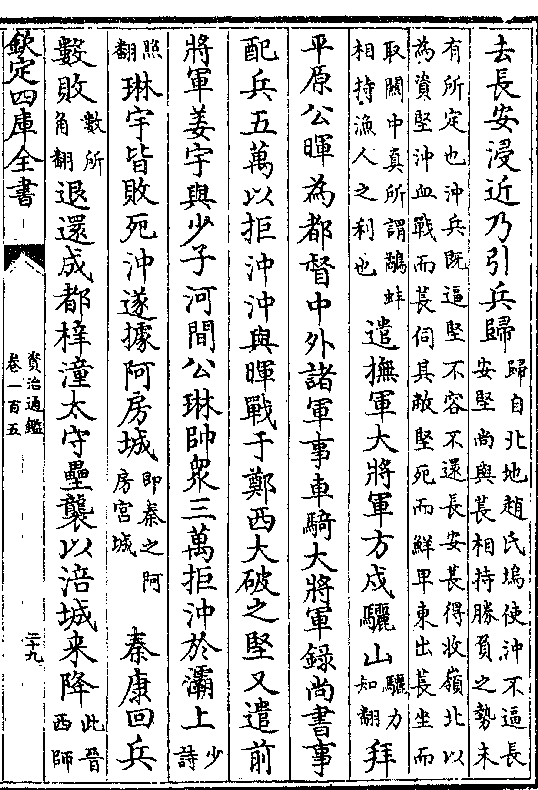 去長安浸近乃引兵歸
歸自北地趙氏塢使沖不逼長
安堅尚與萇相持勝負之勢未
有所定也沖兵既逼堅不容不還長安萇得收嶺北以
為資堅沖血戰而萇伺其敝堅死而鮮卑東出長坐而
取關中真所謂鷸蚌
相持漁人之利也
遣撫軍大將軍方戍驪山
驪力
知翻
拜
平原公暉為都督中外諸軍事車騎大將軍錄尚書事
配兵五萬以拒沖沖與暉戰于鄭西大破之堅又遣前
將軍姜宇與少子河間公琳帥眾三萬拒沖於灞上
少
詩
照
翻
琳宇皆敗死沖遂據阿房城
即秦之阿
房宫城
秦康回兵
數敗
數所
角翻
退還成都梓潼太守壘襲以涪城来降
此晉
西師
欽定四庫全書
資治通鑑
卷一百五
二十九